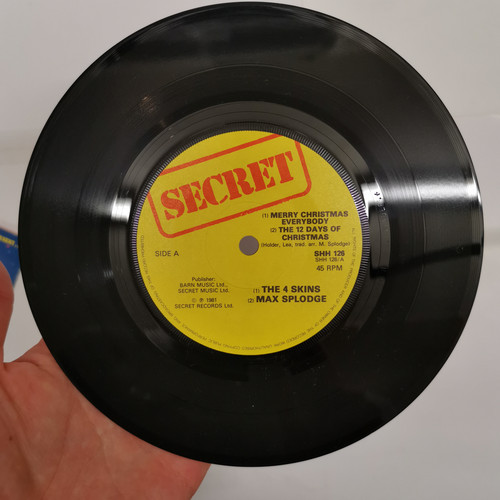 SECRET
(1) MERRY CHRISTMAS
EVERYBODY
(2) THE 12 DAYS OF
CHRISTMAS
(Holder, Lea, trad. arr. M. Splodge)
SIDE A
SHH 126
SHH 126/A
45 RPM
Publisher:
BARN MUSIC Ltd.,
SECRET MUSIC Ltd.
© ℗ 1981
SECRET RECORDS Ltd.
(1) THE 4 SKINS
(2) MAX SPLODGE